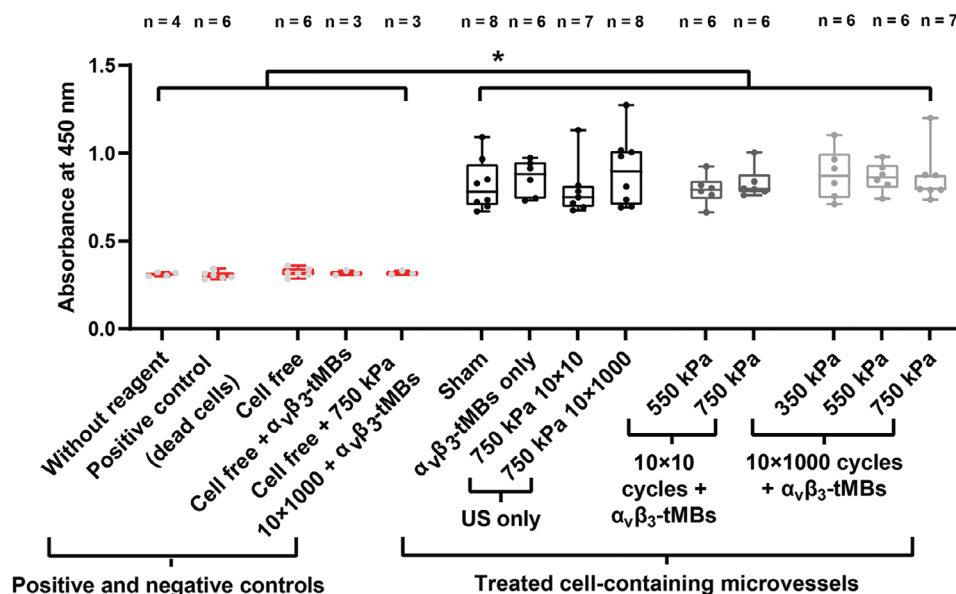 n = 4 n = 6 n = 6 n = 3 n = 3 n = 8 n = 6 n = 7 n = 8 n = 6 n = 6 n = 6 n = 6 n = 7
*
Absorbance at 450 nm
1.5
1.0
0.5
0.0
Without reagent
Positive control
(dead cells)
Cell free
Cell free + αvβ3-tMBs
Cell free + 750 kPa
10×1000 + αvβ3-tMBs
Sham
αvβ3-tMBs only
750 kPa 10×10
750 kPa 10×1000
550 kPa
750 kPa
350 kPa
550 kPa
750 kPa
US only
10×10
cycles +
αvβ3-tMBs
10×1000 cycles
+ αvβ3-tMBs
Positive and negative controls
Treated cell-containing microvessels